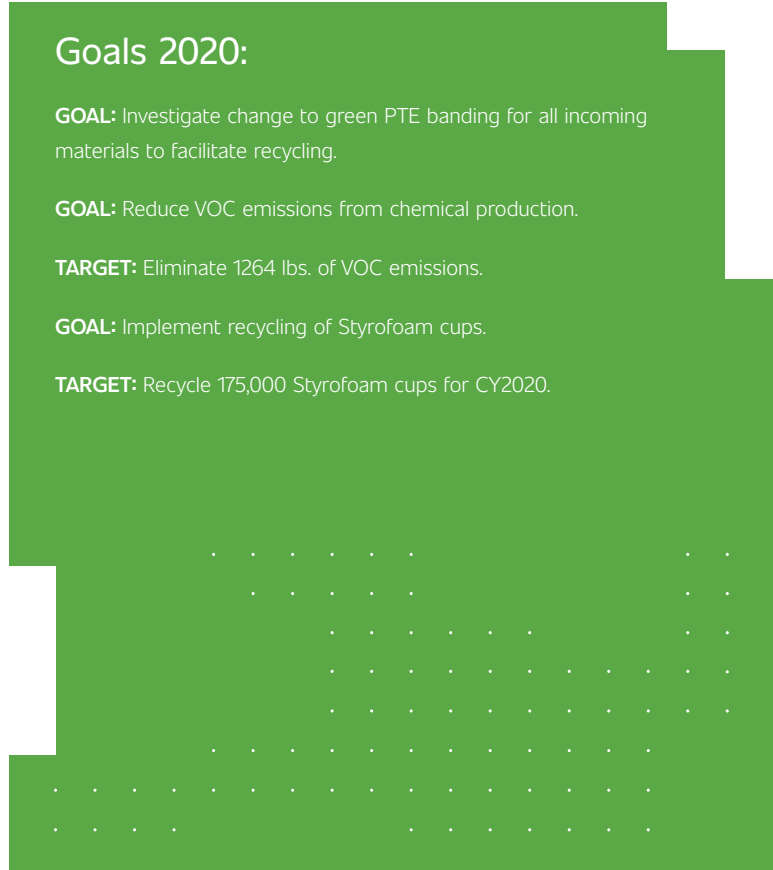 Goals 2020:
GOAL: Investigate change to green PTE banding for all incoming
materials to facilitate recycling.
GOAL: Reduce VOC emissions from chemical production.
TARGET: Eliminate 1264 lbs. of VOC emissions.
GOAL: Implement recycling of Styrofoam cups.
TARGET: Recycle 175,000 Styrofoam cups for CY2020.